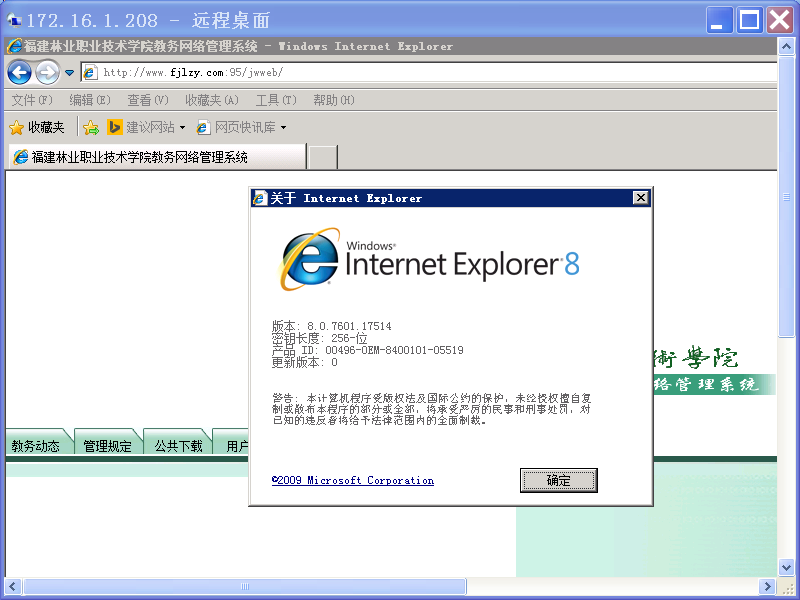 172.16.1.208 - 远程桌面
福建林业职业技术学院教务网络管理系统 - Windows Internet Explorer
http://www.fjlzy.com:95/jwweb/
文件(F) 编辑(E) 查看(V) 收藏夹(A) 工具(T) 帮助(H)
收藏夹 建议网站 网页快讯库
福建林业职业技术学院教务网络管理系统
关于 Internet Explorer
Windows®
Internet Explorer 8
版本: 8.0.7601.17514
密钥长度: 256-位
产品 ID: 00496-OEM-8400101-05519
更新版本: 0
術學院
络管理系统
警告: 本计算机程序受版权法及国际公约的保护，未经授权擅自复
制或散布本程序的部分或全部，将承受严厉的民事和刑事处罚，对
已知的违反者将给予法律范围内的全面制裁。
教务动态 管理规定 公共下载 用户
©2009 Microsoft Corporation
确定